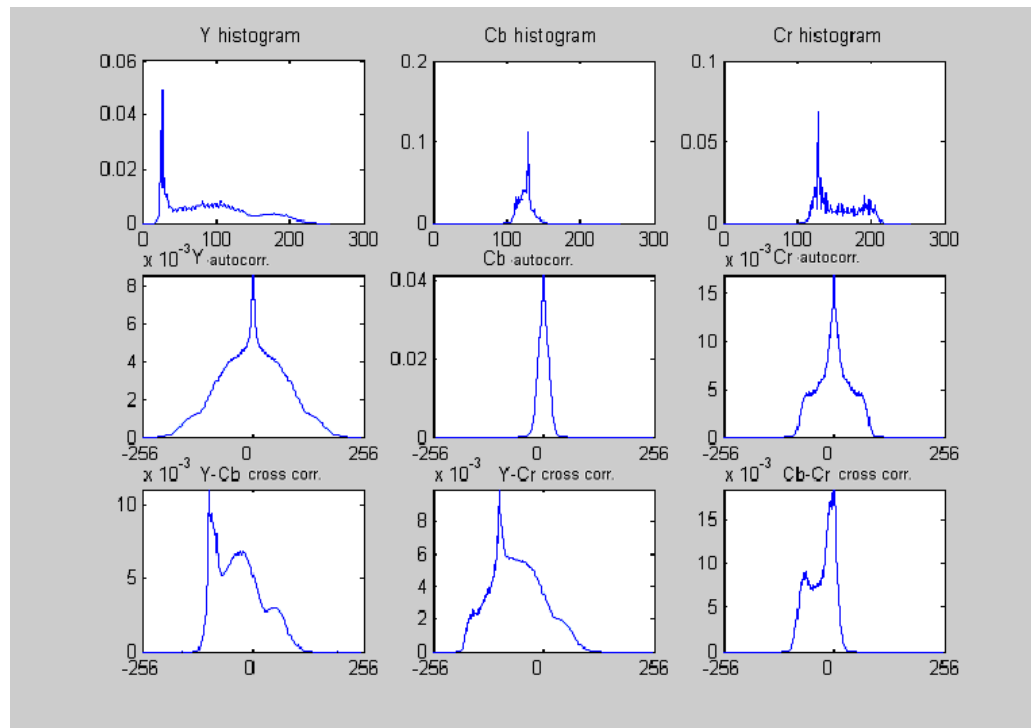 Y histogram Cb histogram Cr histogram
0.06 0.2 0.1
0.04
0.1 0.05
0.02
0 0 0
0 100 200 300 0 100 200 300 0 100 200 300
x 10^-3 Y autocorr. Cb autocorr. x 10^-3 Cr autocorr.
8 0.04 15
6
4 0.02 10
2 5
0 0 0
-256 0 256 -256 0 256 -256 0 256
x 10^-3 Y-Cb cross corr. x 10^-3 Y-Cr cross corr. x 10^-3 Cb-Cr cross corr.
10 8 15
6 10
5 4
2 5
0 0 0
-256 0 256 -256 0 256 -256 0 256